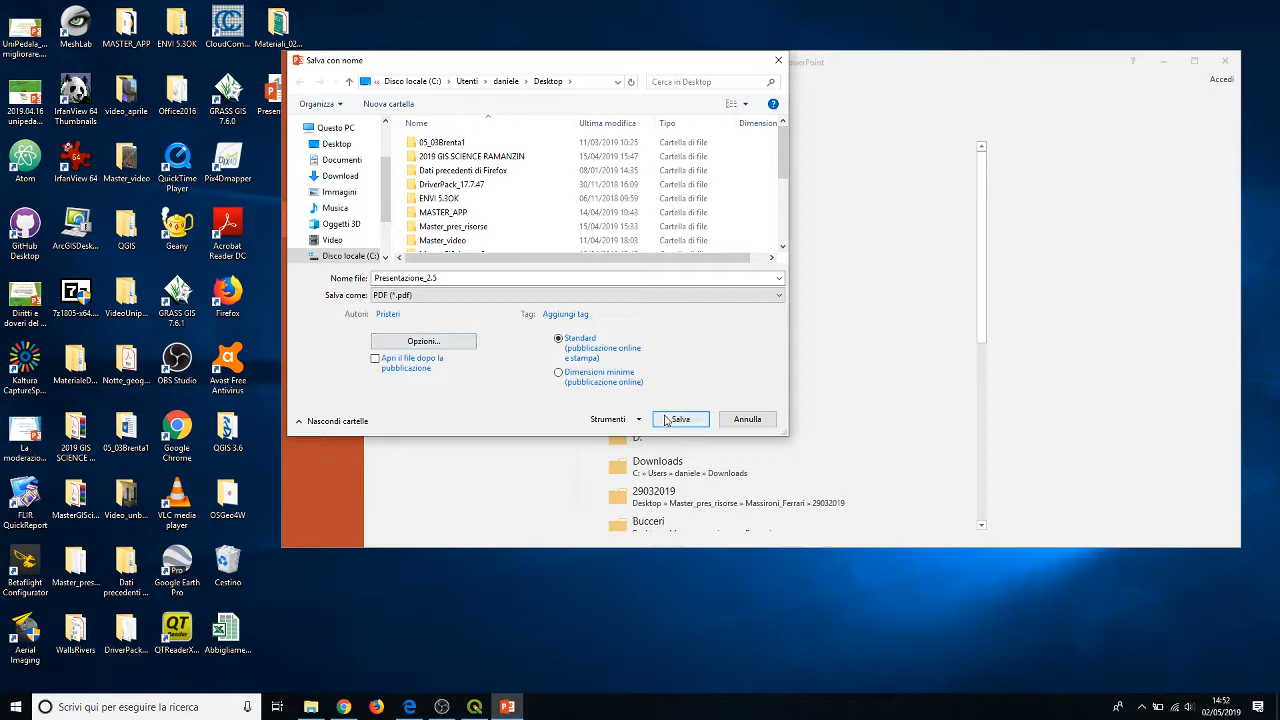 UniPedala_...
migliorare...
MeshLab
MASTER_APP
ENVI 5.3OK
CloudCom...
Materiali_02...
2019.04.16
unipeda...
IrfanView 64
Thumbnails
video_aprile
Office2016
GRASS GIS
7.6.0
Present
Atom
IrfanView 64
Master_video
QuickTime
Player
Pix4Dmapper
GitHub
Desktop
ArcGISDesk...
QGIS
Geany
Acrobat
Reader DC
Diritti e
doveri del ...
7z1805-x64...
VideoUnip...
GRASS GIS
7.6.1
Firefox
Kaltura
CaptureSp...
MaterialeD...
Notte_geog...
OBS Studio
Avast Free
Antivirus
La
moderazio...
2019 GIS
SCIENCE ...
05_03Brenta1
Google
Chrome
QGIS 3.6
FLIR
QuickReport
MasterGISci...
Video_unb...
VLC media
player
OSGeo4W
Betaflight
Configurator
Master_pres...
Dati
precedenti ...
Google Earth
Pro
Cestino
Aerial
Imaging
WallsRivers
DriverPack_...
QTReaderX...
Abbigliame...
Salva con nome
Disco locale (C:) > Utenti > daniele > Desktop >
Cerca in Desktop
Organizza
Nuova cartella
Nome
Ultima modifica
Tipo
Dimension
Questo PC
Desktop
Documenti
Download
Immagini
Musica
Oggetti 3D
Video
Disco locale (C:)
05_03Brenta1 11/03/2019 10:25 Cartella di file
2019 GIS SCIENCE RAMANZIN 15/04/2019 15:47 Cartella di file
Dati precedenti di Firefox 08/01/2019 14:35 Cartella di file
DriverPack_17.7.47 30/11/2018 16:09 Cartella di file
ENVI 5.3OK 06/11/2018 09:59 Cartella di file
MASTER_APP 14/04/2019 10:43 Cartella di file
Master_pres_risorse 15/04/2019 15:33 Cartella di file
Master_video 11/04/2019 18:03 Cartella di file
Nome file: Presentazione_2.5
Salva come: PDF (*.pdf)
Autori: Pristeri
Tag: Aggiungi tag
Opzioni...
Apri il file dopo la
pubblicazione
Standard
(pubblicazione online
e stampa)
Dimensioni minime
(pubblicazione online)
Nascondi cartelle
Strumenti
Salva
Annulla
PowerPoint
?
Accedi
D:
Downloads
C: » Users » daniele » Downloads
29032019
Desktop » Master_pres_risorse » Massironi_Ferrari » 29032019
Bucceri
Scrivi qui per eseguire la ricerca
14:52
02/05/2019